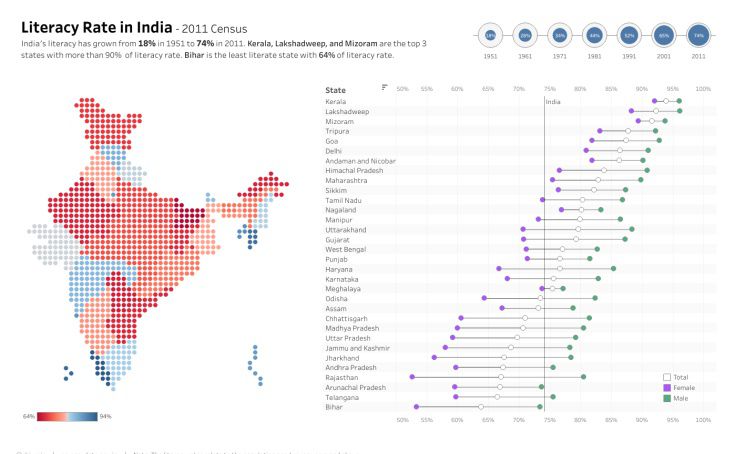 Literacy Rate in India - 2011 Census
India's literacy has grown from 18% in 1951 to 74% in 2011. Kerala, Lakshadweep, and Mizoram are the top 3
states with more than 90% of literacy rate. Bihar is the least literate state with 64% of literacy rate.
18% 28% 34% 44% 52% 65% 74%
1951 1961 1971 1981 1991 2001 2011
State 50% 55% 60% 65% 70% 75% 80% 85% 90% 95% 100%
Kerala India
Lakshadweep
Mizoram
Tripura
Goa
Delhi
Andaman and Nicobar
Himachal Pradesh
Maharashtra
Sikkim
Tamil Nadu
Nagaland
Manipur
Uttarakhand
Gujarat
West Bengal
Punjab
Haryana
Karnataka
Meghalaya
Odisha
Assam
Chhattisgarh
Madhya Pradesh
Uttar Pradesh
Jammu and Kashmir
Jharkhand
Andhra Pradesh
Rajasthan
Arunachal Pradesh
Telangana
Bihar
Total
Female
Male
50% 55% 60% 65% 70% 75% 80% 85% 90% 95% 100%
64% 94%